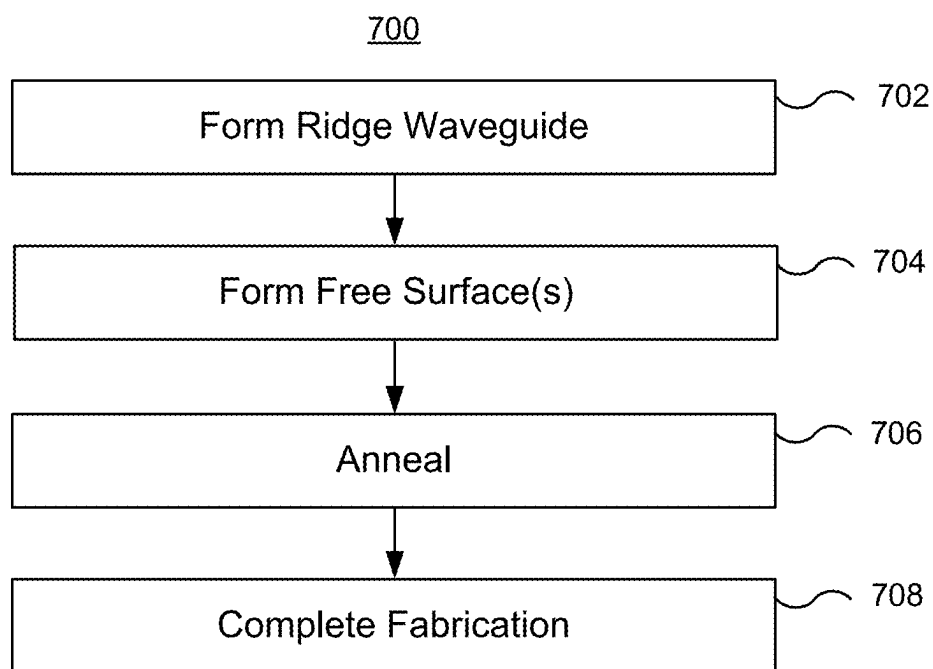 700
Form Ridge Waveguide
702
Form Free Surface(s)
704
Anneal
706
Complete Fabrication
708